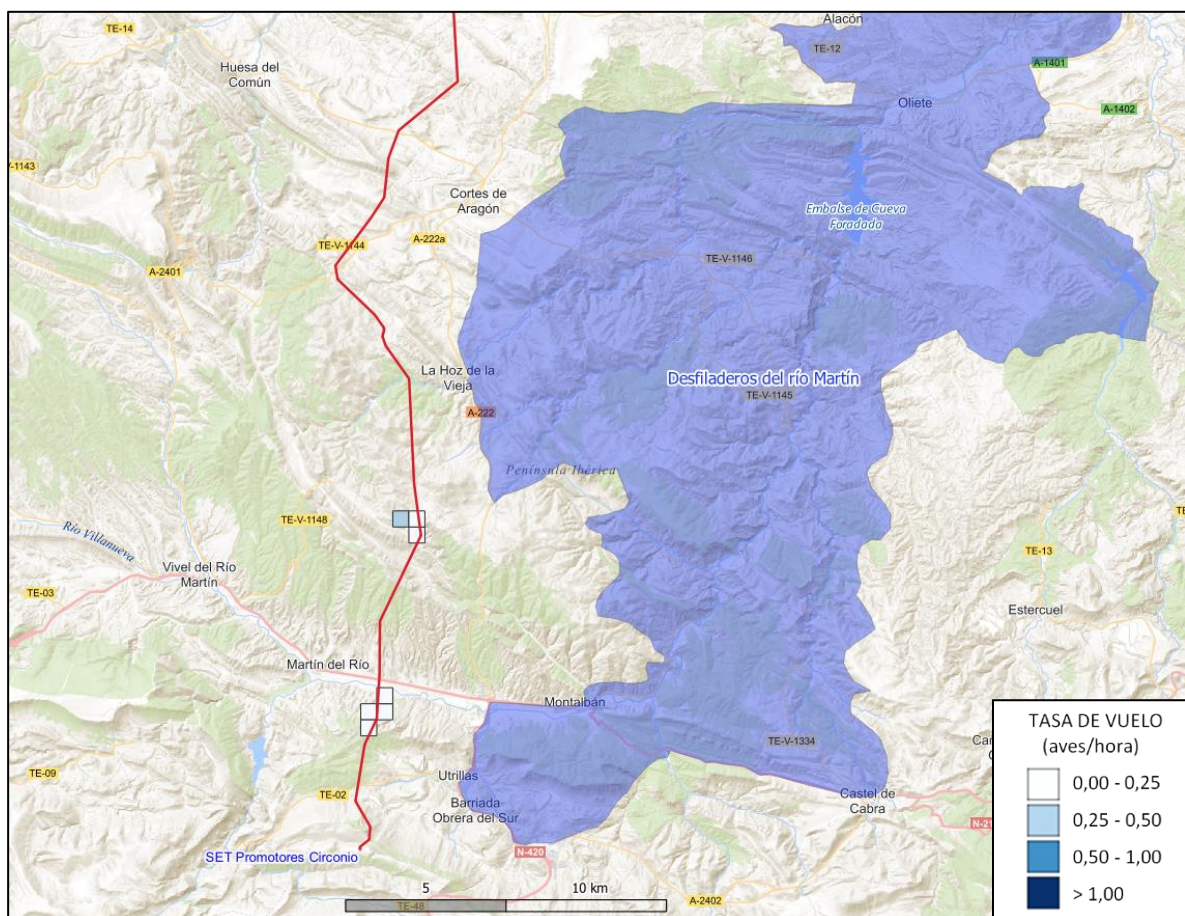 Alacón
TE-14
TE-12
Huesa del
Común
A-1401
Oliete
A-1402
V-1143
Cortes de
Aragón
Embalse de Cueva
Foradada
TE-V-1144
A-222a
TE-V-1146
A-2401
La Hoz de la
Vieja
Desfiladeros del río Martín
TE-V-1145
A-222
Península Ibérica
TE-V-1148
Río Villanueva
TE-13
Vivel del Río
Martín
TE-03
Estercuel
Martín del Río
Montalbán
TE-V-1334
TE-09
Utrillas
TE-02
Barriada
Obrera del Sur
Castel de
Cabra
N-420
SET Promotores Circonio
5
10 km
TE-48
A-2402
TASA DE VUELO
(aves/hora)
0,00 - 0,25
0,25 - 0,50
0,50 - 1,00
> 1,00